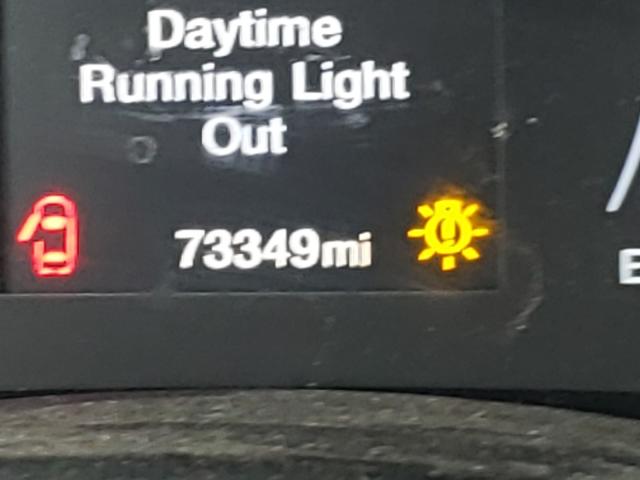 Daytime
Running Light
Out
73349mi
E